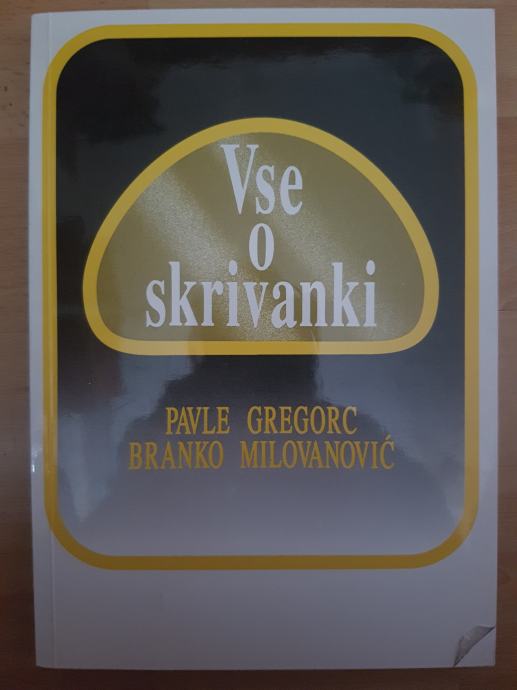 Vse
o
skrivanki
PAVLE GREGORC
BRANKO MILOVANOVIĆ